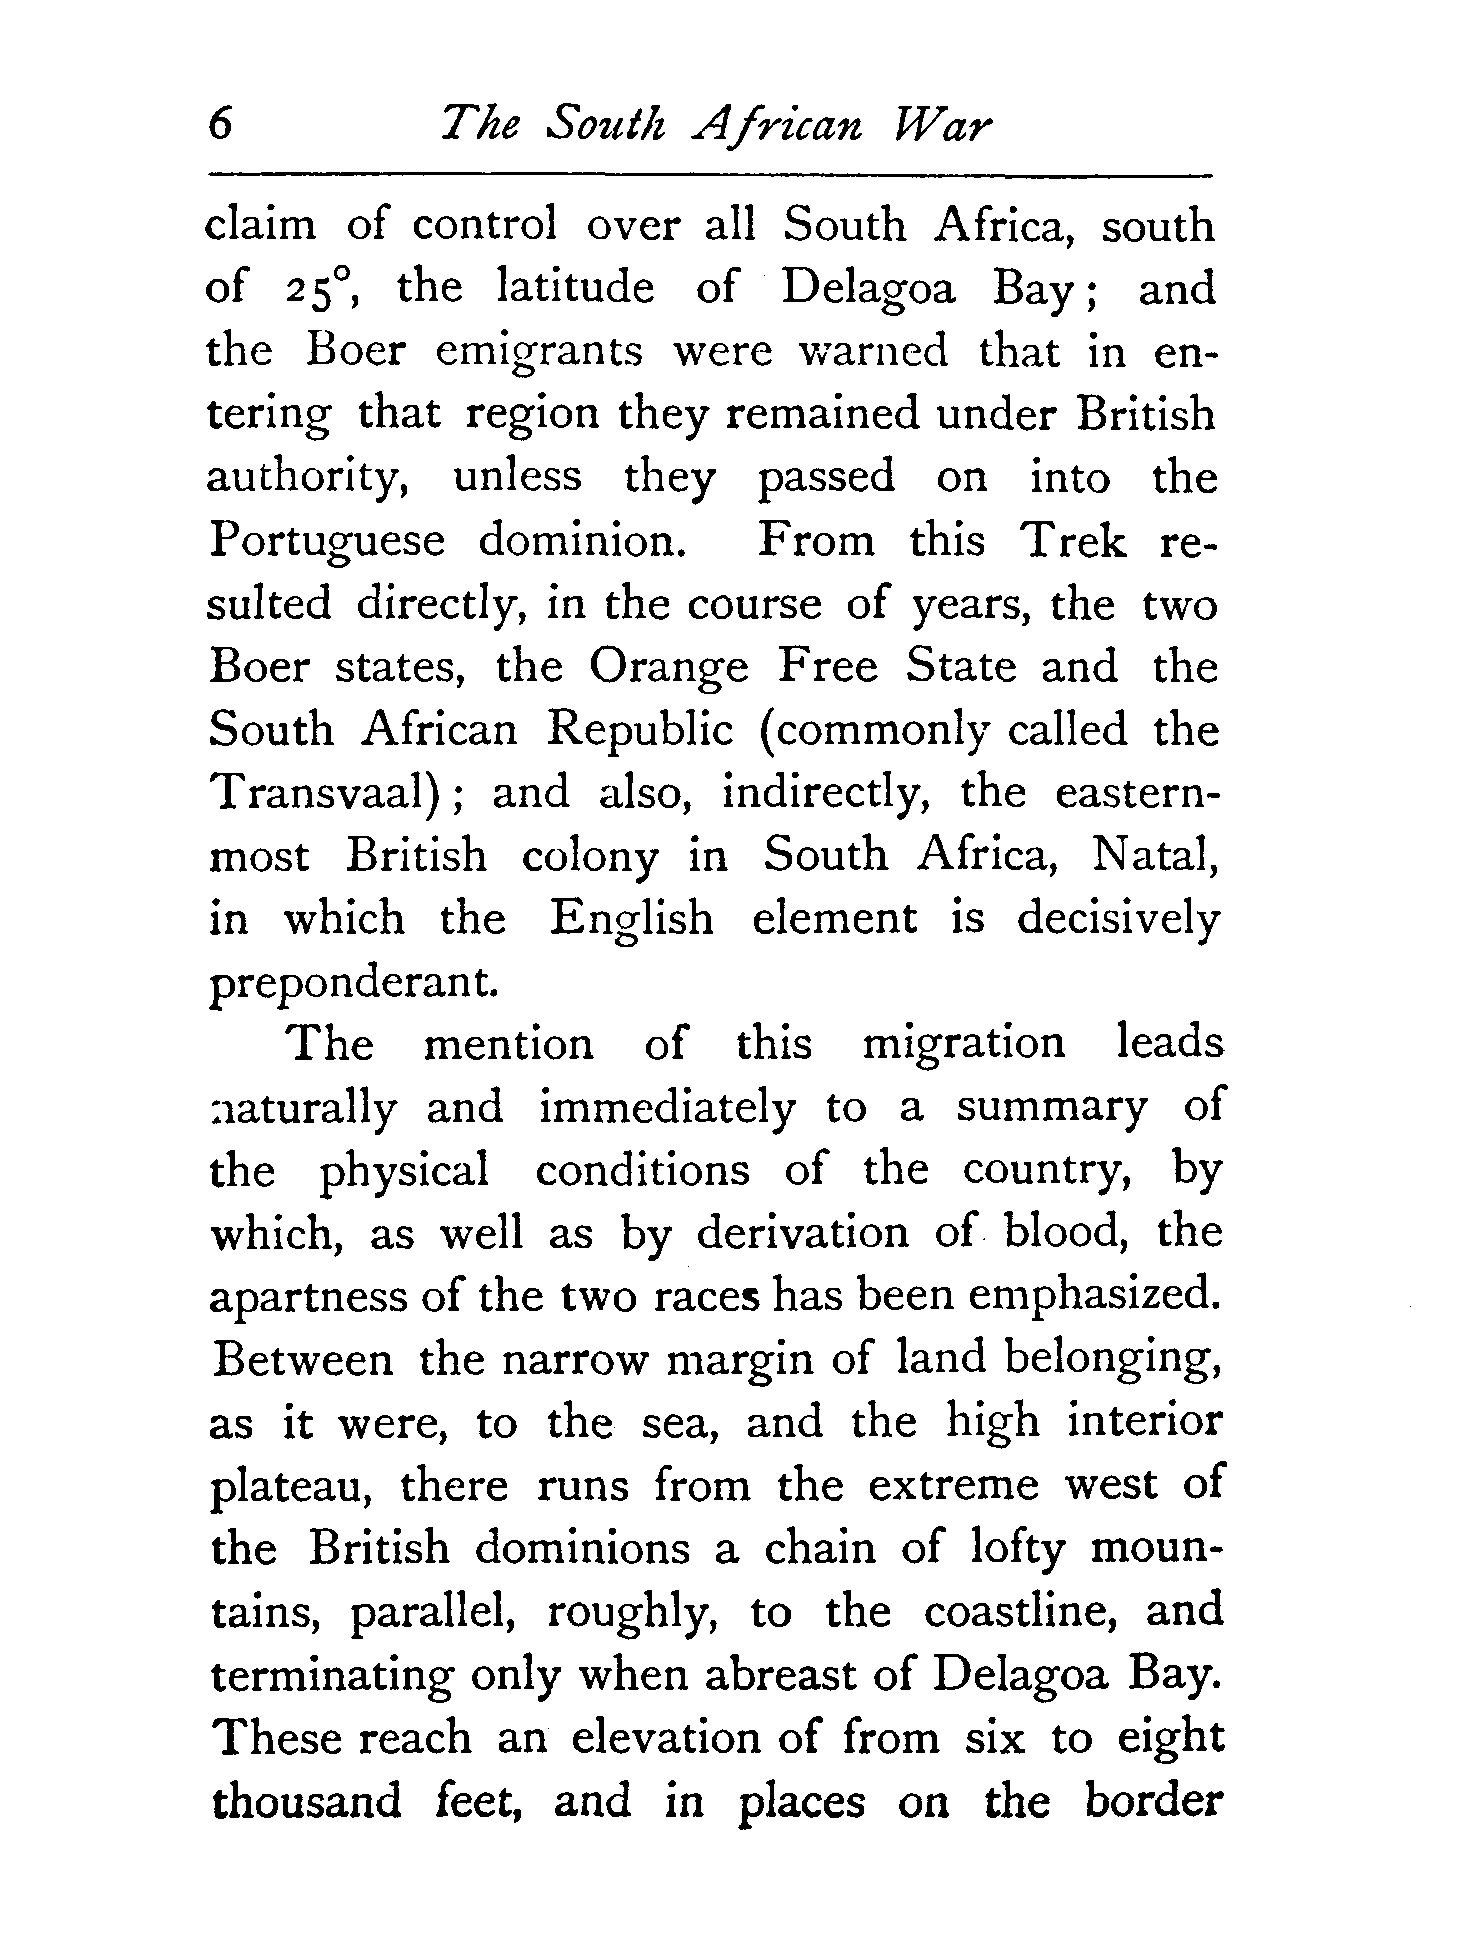 6 The South African War
claim of control over all South Africa, south
of 25°, the latitude of Delagoa Bay; and
the Boer emigrants were warned that in en-
tering that region they remained under British
authority, unless they passed on into the
Portuguese dominion. From this Trek re-
sulted directly, in the course of years, the two
Boer states, the Orange Free State and the
South African Republic (commonly called the
Transvaal); and also, indirectly, the eastern-
most British colony in South Africa, Natal,
in which the English element is decisively
preponderant.
The mention of this migration leads
naturally and immediately to a summary of
the physical conditions of the country, by
which, as well as by derivation of blood, the
apartness of the two races has been emphasized.
Between the narrow margin of land belonging,
as it were, to the sea, and the high interior
plateau, there runs from the extreme west of
the British dominions a chain of lofty moun-
tains, parallel, roughly, to the coastline, and
terminating only when abreast of Delagoa Bay.
These reach an elevation of from six to eight
thousand feet, and in places on the border